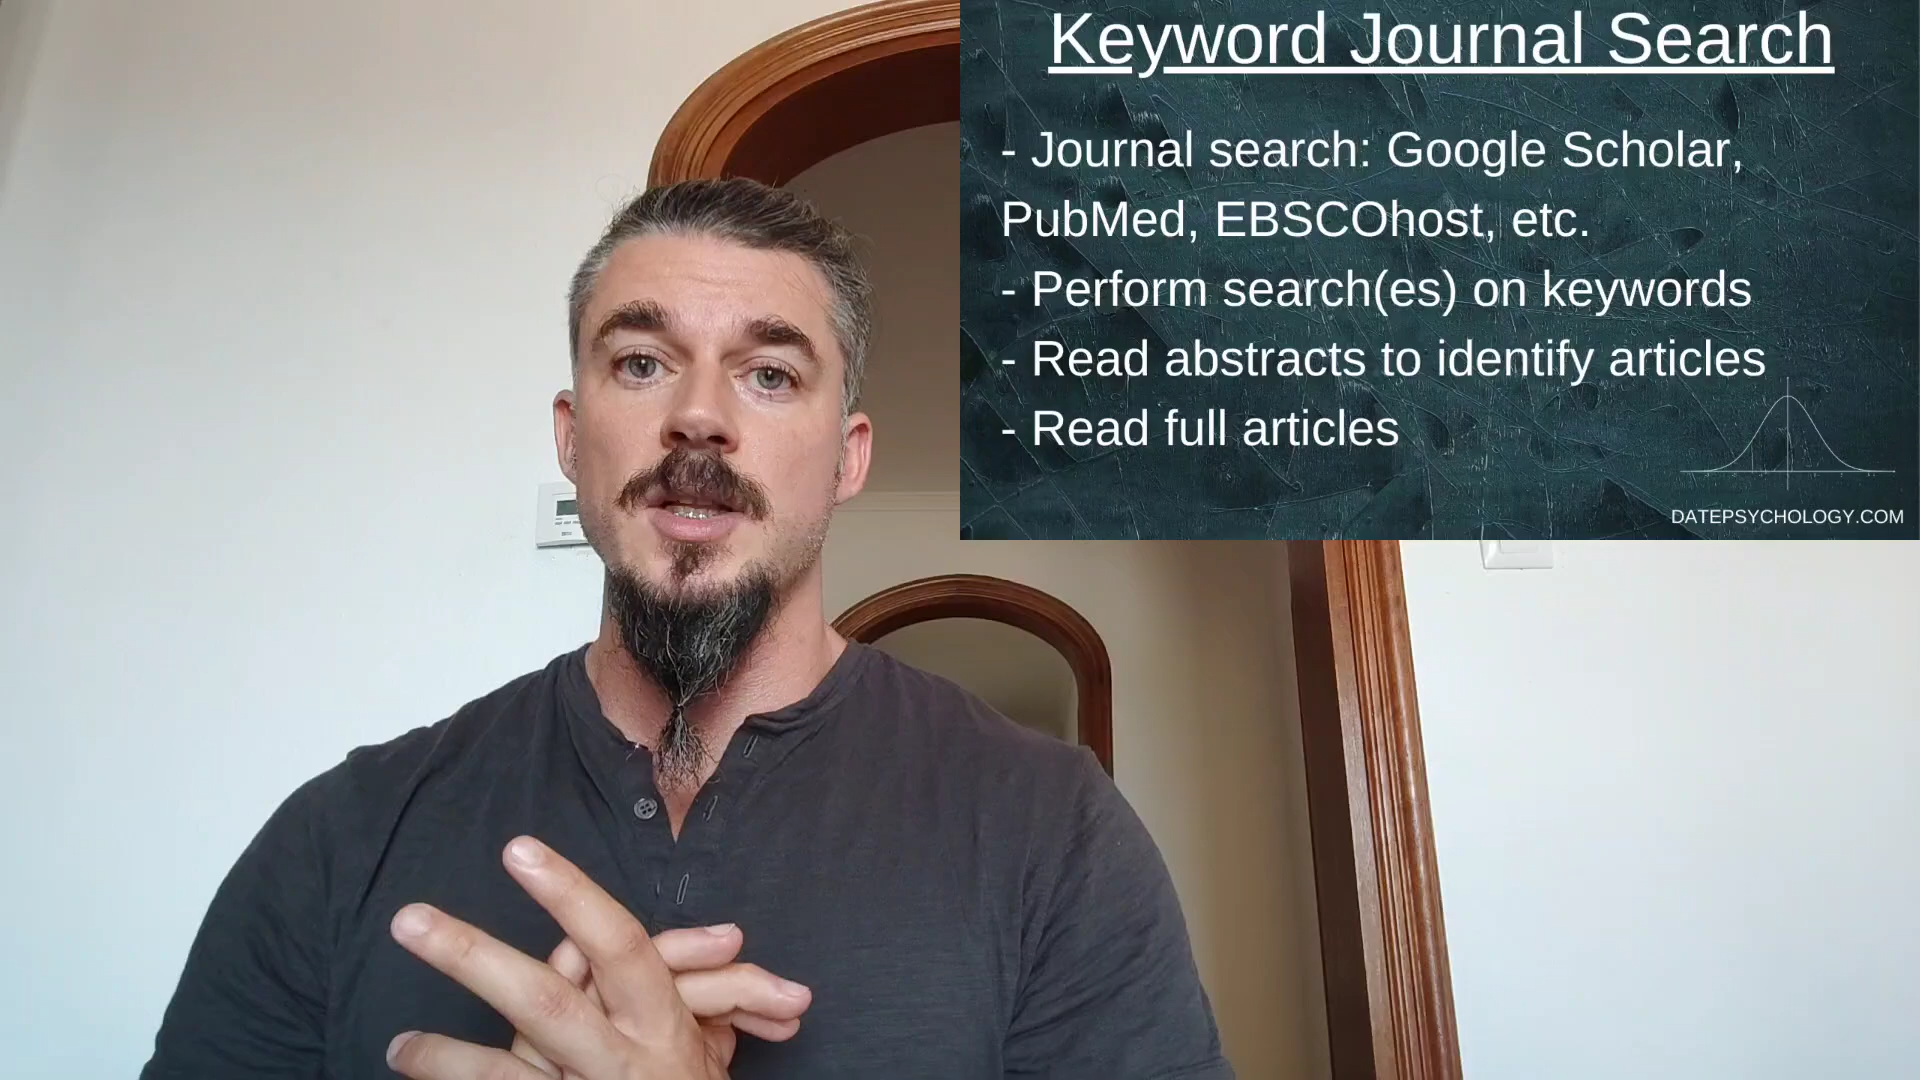 Keyword Journal Search
- Journal search: Google Scholar,
PubMed, EBSCOhost, etc.
- Perform search(es) on keywords
- Read abstracts to identify articles
- Read full articles
DATEPSYCHOLOGY.COM